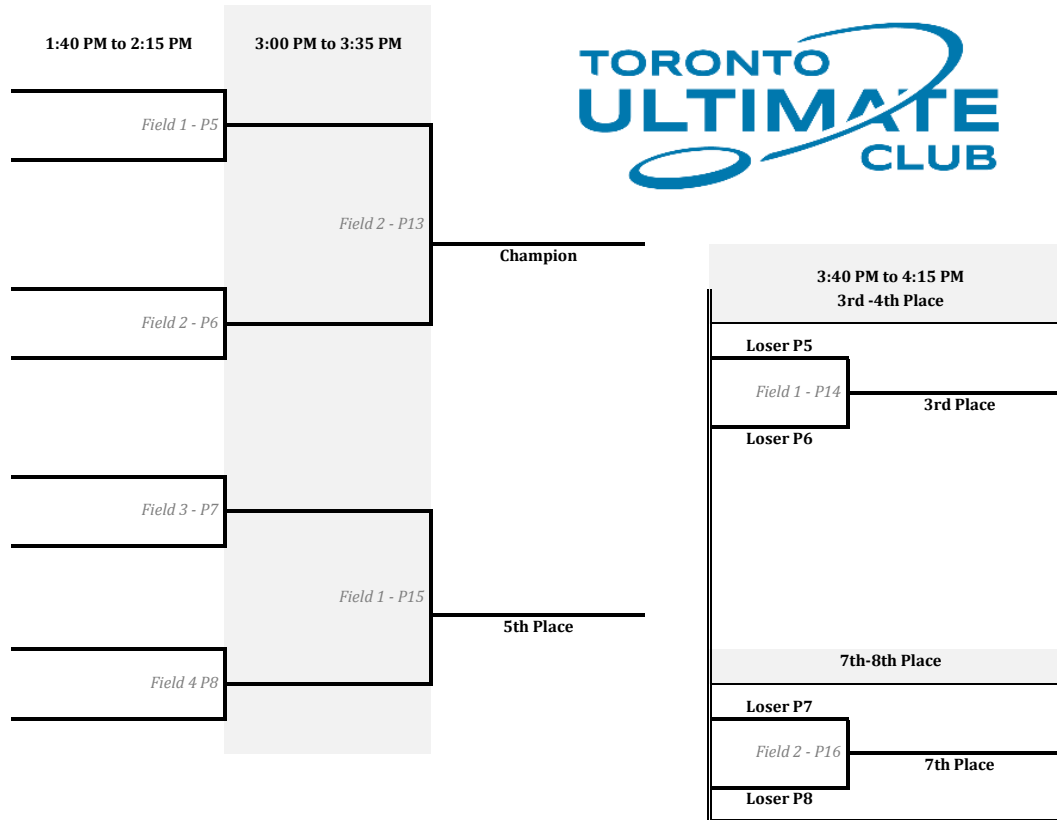 1:40 PM to 2:15 PM
3:00 PM to 3:35 PM
TORONTO
ULTIMATE
CLUB
Field 1 - P5
Field 2 - P13
Champion
Field 2 - P6
Field 3 - P7
Field 1 - P15
5th Place
Field 4 P8
3:40 PM to 4:15 PM
3rd -4th Place
Loser P5
Field 1 - P14
3rd Place
Loser P6
7th-8th Place
Loser P7
Field 2 - P16
7th Place
Loser P8